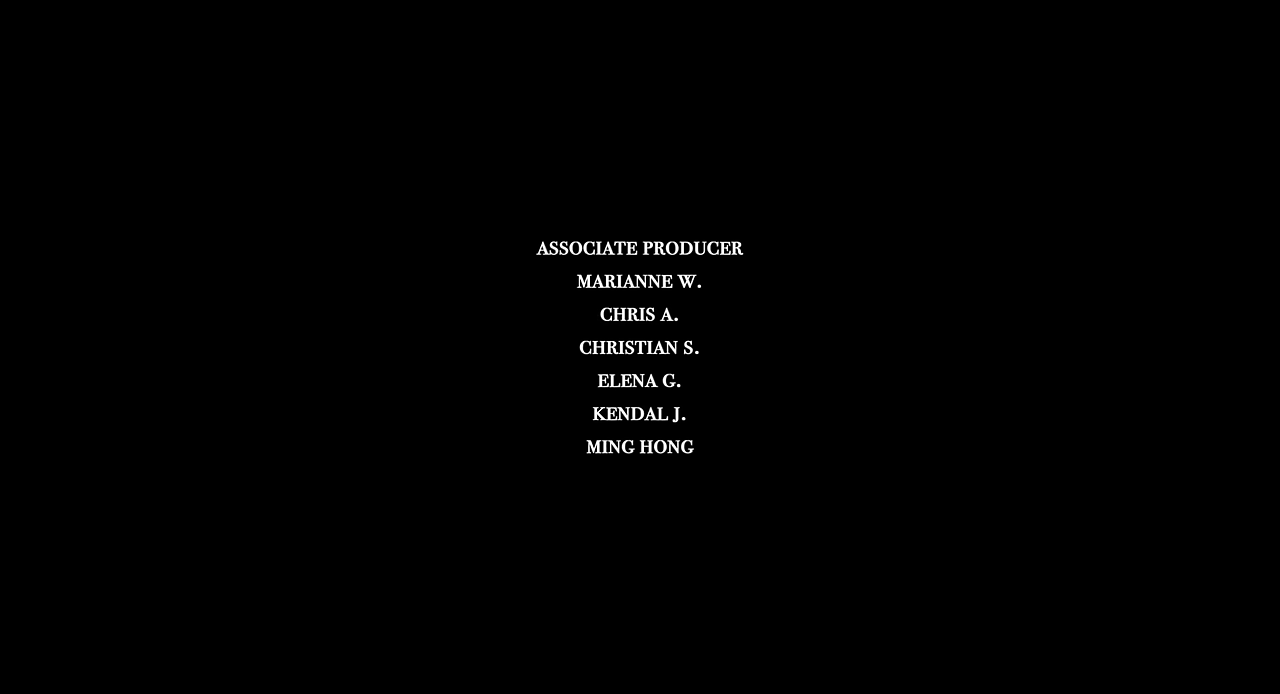 ASSOCIATE PRODUCER
MARIANNE W.
CHRIS A.
CHRISTIAN S.
ELENA G.
KENDAL J.
MING HONG